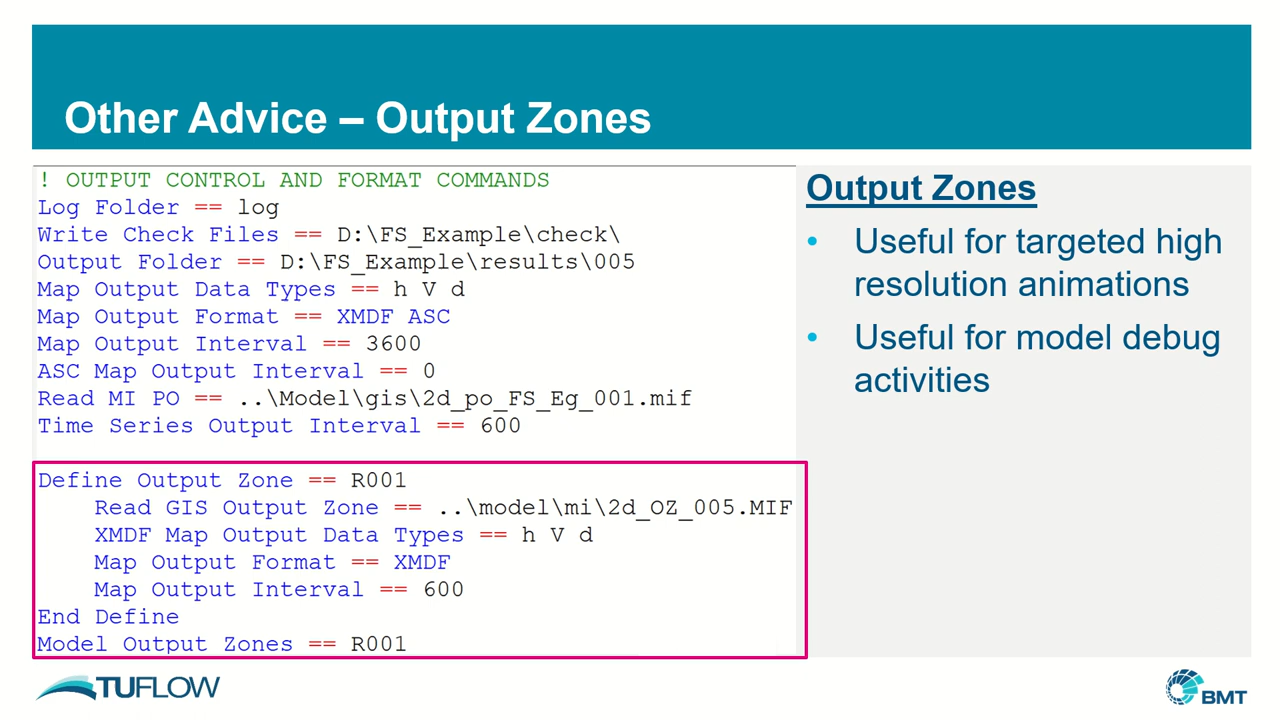 Other Advice – Output Zones
! OUTPUT CONTROL AND FORMAT COMMANDS
Log Folder == log
Write Check Files == D:\FS_Example\check\
Output Folder == D:\FS_Example\results\005
Map Output Data Types == h V d
Map Output Format == XMDF ASC
Map Output Interval == 3600
ASC Map Output Interval == 0
Read MI PO == ..\Model\gis\2d_po_FS_Eg_001.mif
Time Series Output Interval == 600
Define Output Zone == R001
Read GIS Output Zone == ..\model\mi\2d_OZ_005.MIF
XMDF Map Output Data Types == h V d
Map Output Format == XMDF
Map Output Interval == 600
End Define
Model Output Zones == R001
Output Zones
• Useful for targeted high
resolution animations
• Useful for model debug
activities
TUFLOW
BMT